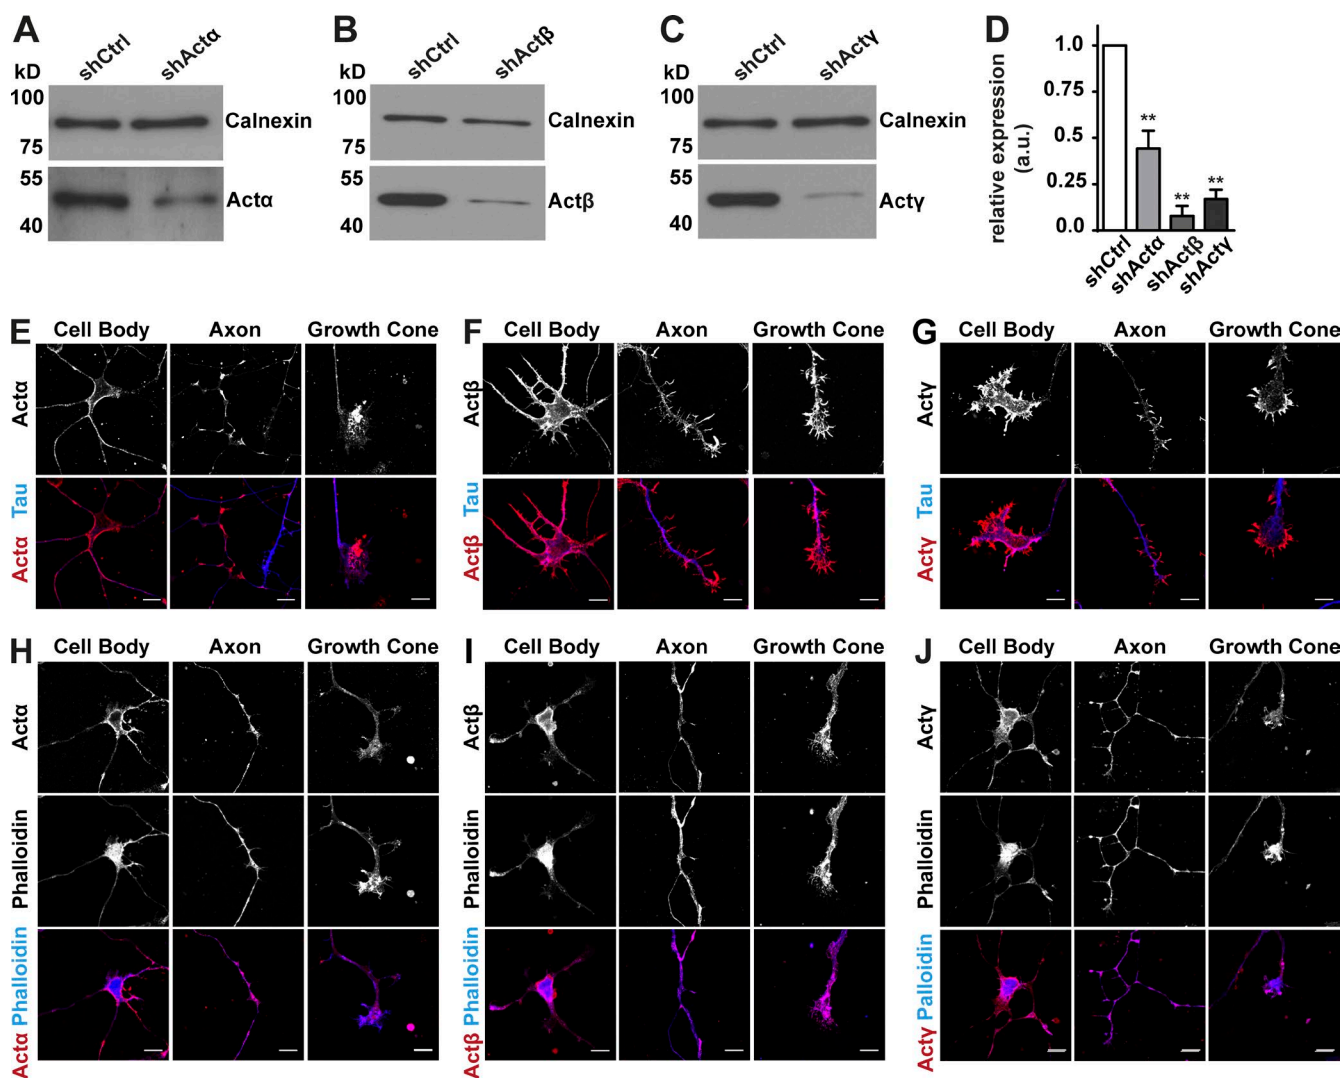 A
shCtrl
shActα
kD
100
75
55
40
Calnexin
Actα
B
shCtrl
shActβ
kD
100
75
55
40
Calnexin
Actβ
C
shCtrl
shActγ
kD
100
75
55
40
Calnexin
Actγ
D
relative expression
(a.u.)
1.0
0.75
0.5
0.25
0.0
**
**
**
shCtrl
shActα
shActβ
shActγ
E
Cell Body
Axon
Growth Cone
Actα
Actα Tau
F
Cell Body
Axon
Growth Cone
Actβ
Actβ Tau
G
Cell Body
Axon
Growth Cone
Actγ
Actγ Tau
H
Cell Body
Axon
Growth Cone
Actα
Phalloidin
Actα Phalloidin
I
Cell Body
Axon
Growth Cone
Actβ
Phalloidin
Actβ Phalloidin
J
Cell Body
Axon
Growth Cone
Actγ
Phalloidin
Actγ Palloidin